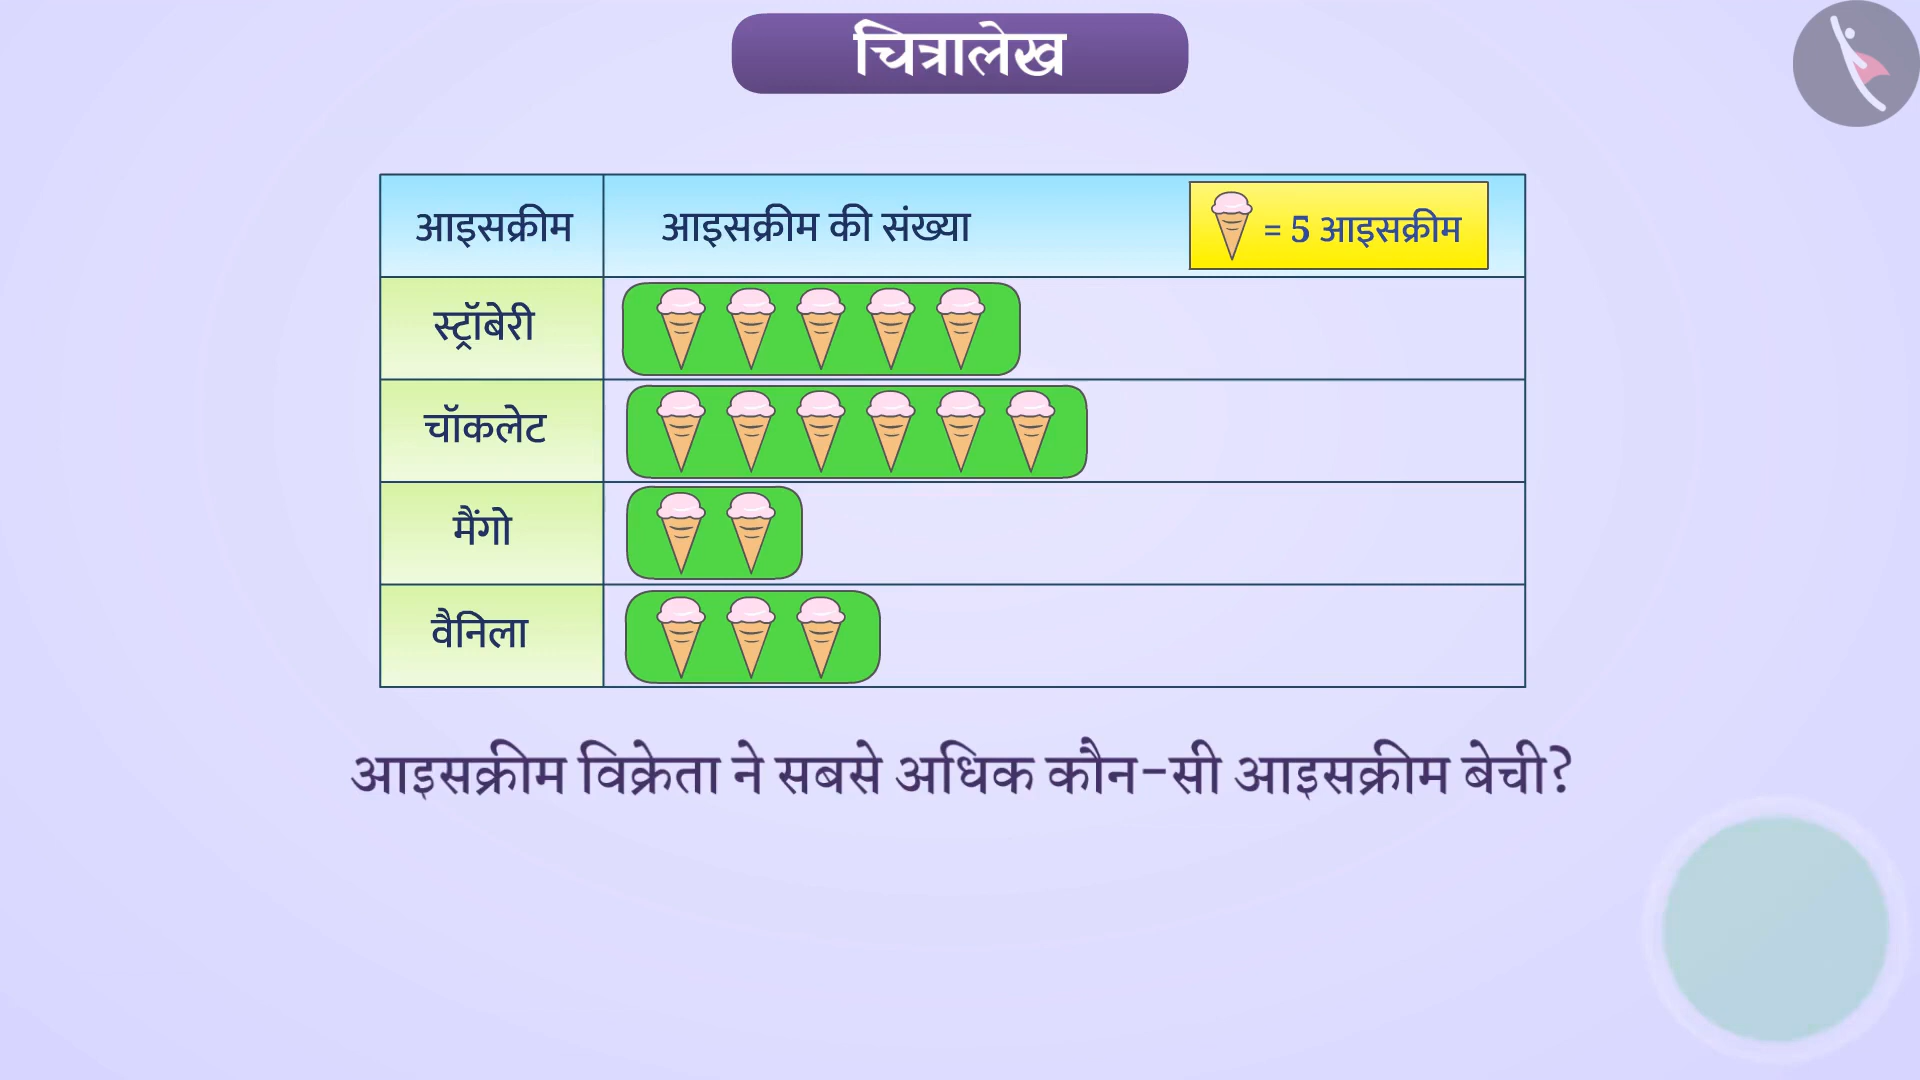 चित्रालेख
आइसक्रीम
आइसक्रीम की संख्या
= 5 आइसक्रीम
स्ट्रॉबेरी
चॉकलेट
मैंगो
वैनिला
आइसक्रीम विक्रेता ने सबसे अधिक कौन-सी आइसक्रीम बेची?